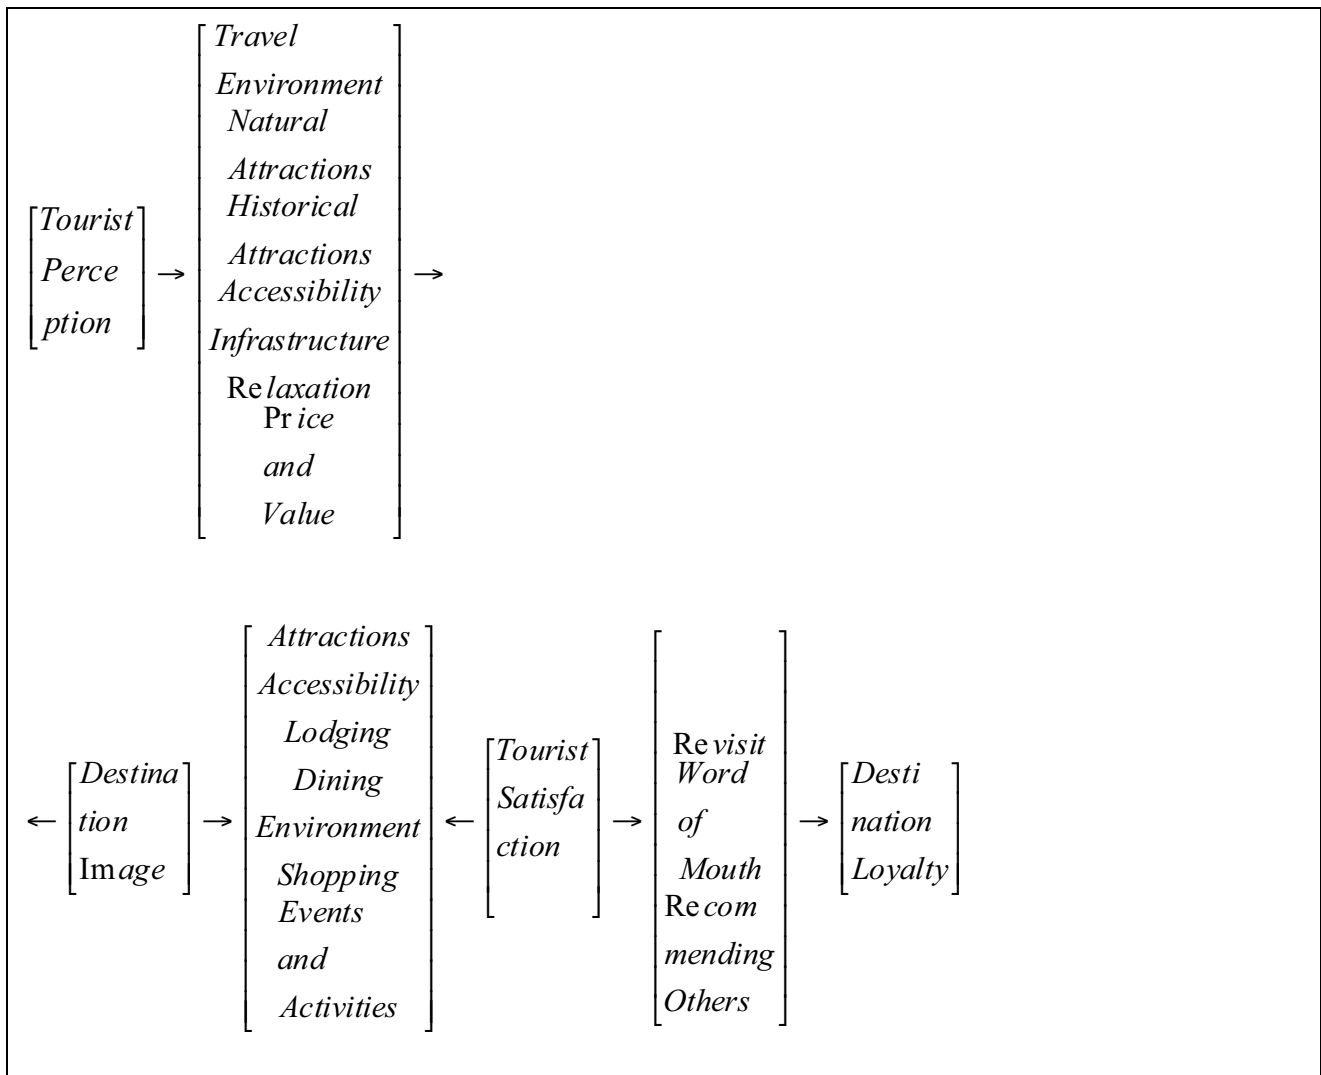 Travel
Environment
Natural
Attractions
Historical
Attractions
Accessibility
Infrastructure
Relaxation
Price
and
Value
Tourist
Perce
ption
→
→
Attractions
Accessibility
Lodging
Dining
Environment
Shopping
Events
and
Activities
← Destina
tion
Image
→
← Tourist
Satisfa
ction
→
Revisit
Word
of
Mouth
Recom
mending
Others
→ Desti
nation
Loyalty